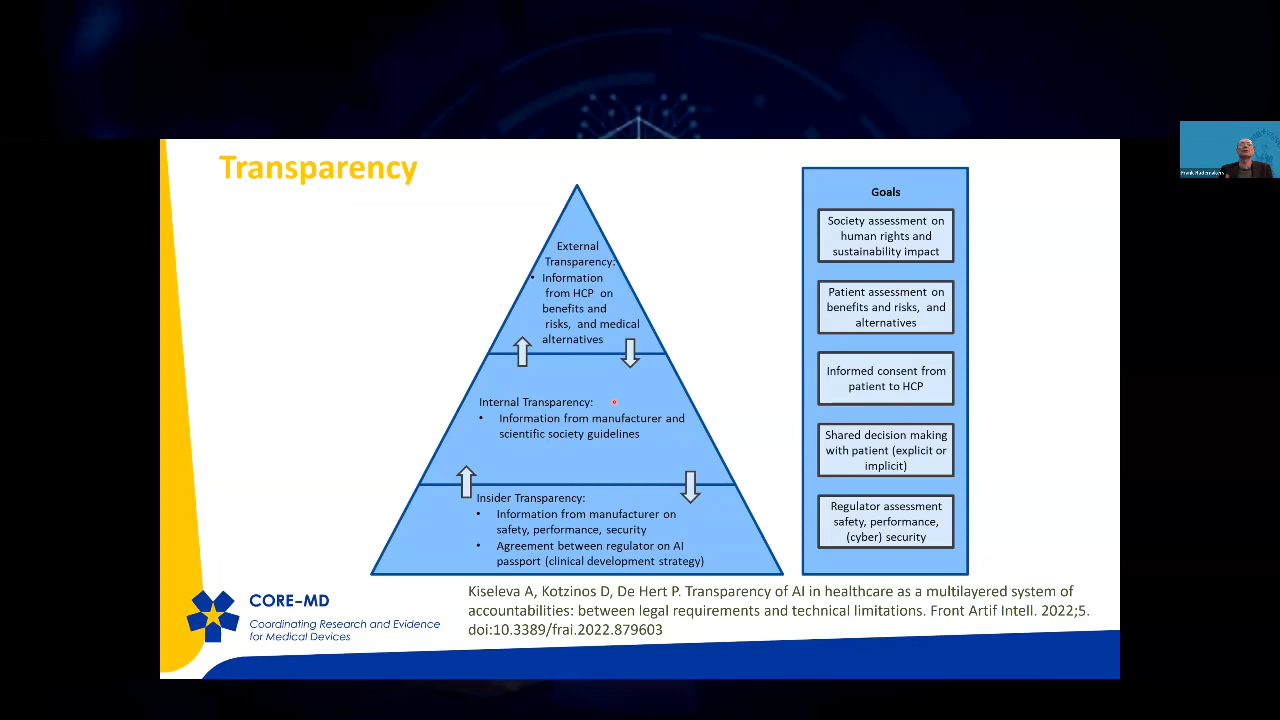 Transparency
External
Transparency:
• Information
from HCP on
benefits and
risks, and medical
alternatives
Internal Transparency:
• Information from manufacturer and
scientific society guidelines
Insider Transparency:
• Information from manufacturer on
safety, performance, security
• Agreement between regulator on AI
passport (clinical development strategy)
Goals
Society assessment on
human rights and
sustainability impact
Patient assessment on
benefits and risks, and
alternatives
Informed consent from
patient to HCP
Shared decision making
with patient (explicit or
implicit)
Regulator assessment
safety, performance,
(cyber) security
CORE–MD
Coordinating Research and Evidence
for Medical Devices
Kiseleva A, Kotzinos D, De Hert P. Transparency of AI in healthcare as a multilayered system of
accountabilities: between legal requirements and technical limitations. Front Artif Intell. 2022;5.
doi:10.3389/frai.2022.879603
Frank Rademakers